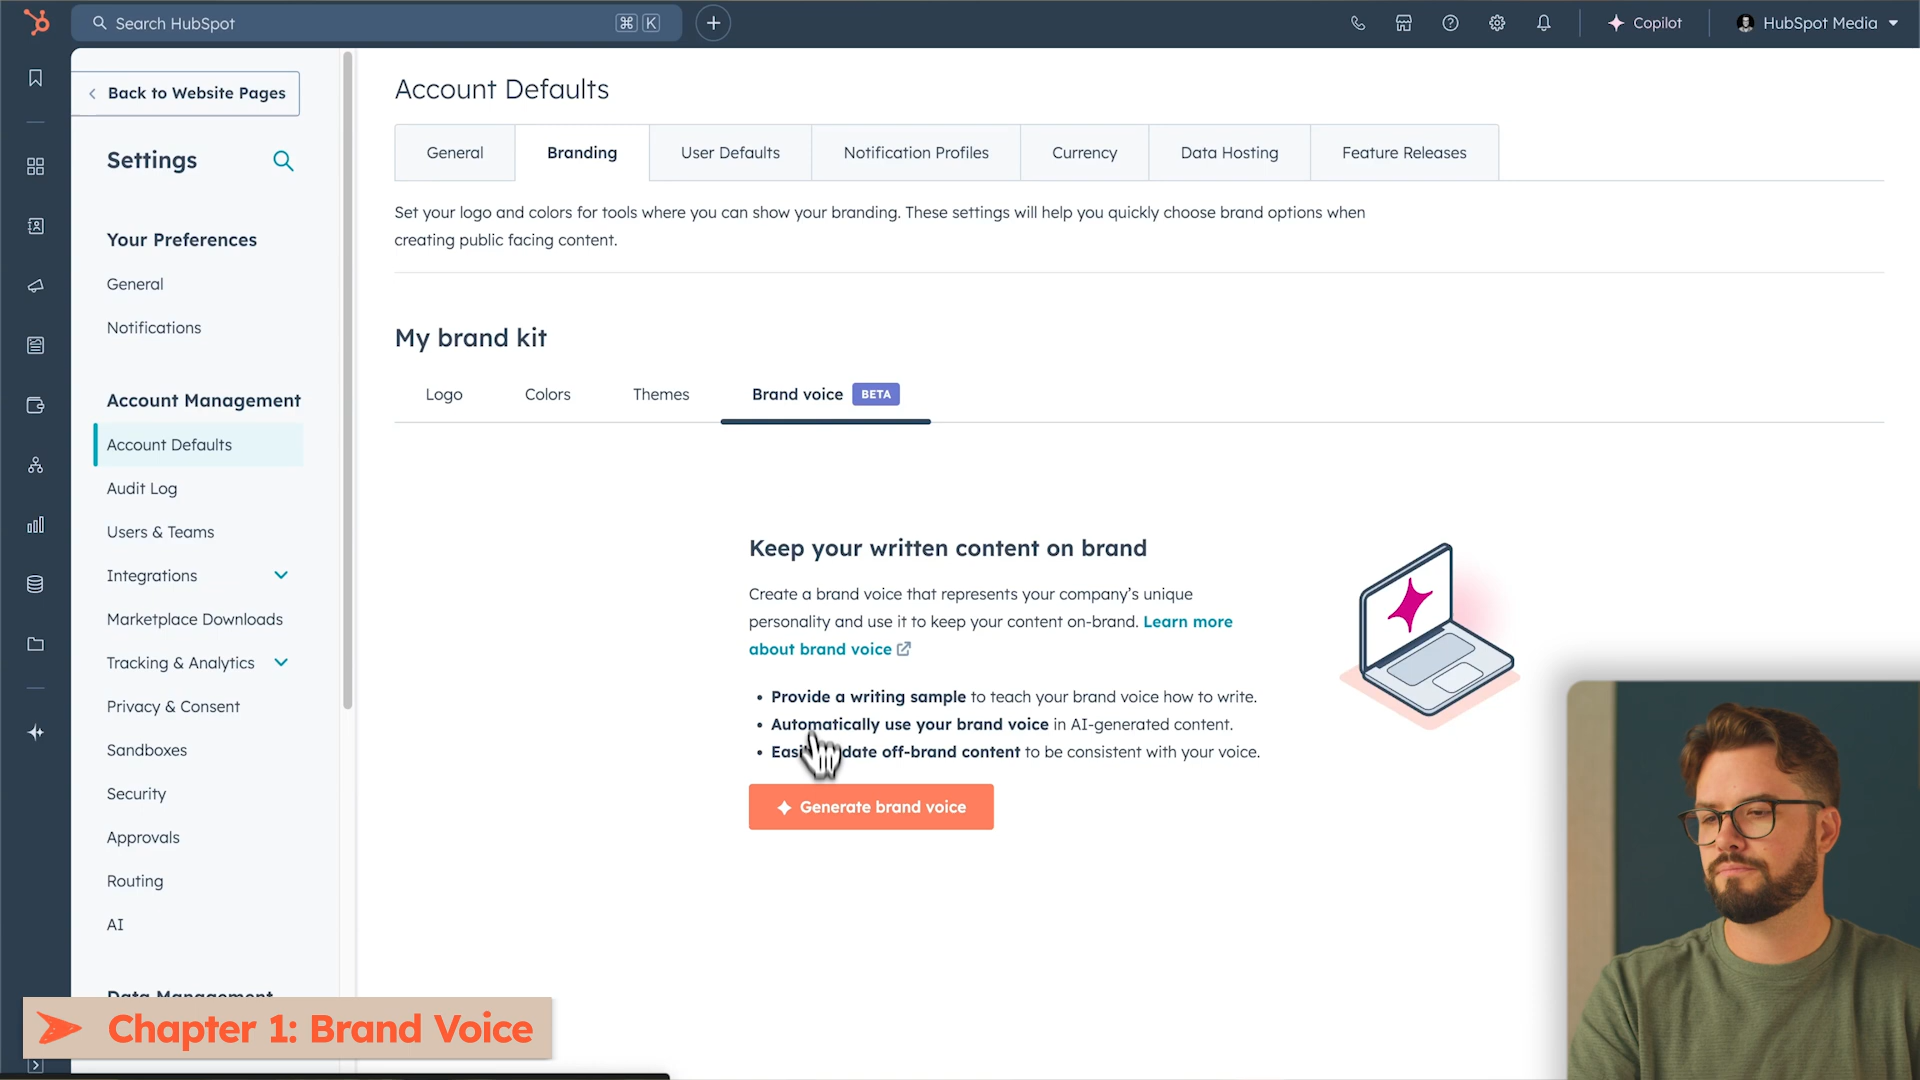 Search HubSpot
⌘ K
Copilot
HubSpot Media
Back to Website Pages
Settings
Your Preferences
General
Notifications
Account Management
Account Defaults
Audit Log
Users & Teams
Integrations
Marketplace Downloads
Tracking & Analytics
Privacy & Consent
Sandboxes
Security
Approvals
Routing
AI
Data Management
Account Defaults
General
Branding
User Defaults
Notification Profiles
Currency
Data Hosting
Feature Releases
Set your logo and colors for tools where you can show your branding. These settings will help you quickly choose brand options when
creating public facing content.
My brand kit
Logo
Colors
Themes
Brand voice BETA
Keep your written content on brand
Create a brand voice that represents your company's unique
personality and use it to keep your content on-brand. Learn more
about brand voice
• Provide a writing sample to teach your brand voice how to write.
• Automatically use your brand voice in AI-generated content.
• off-brand content to be consistent with your voice.
Generate brand voice
Chapter 1: Brand Voice